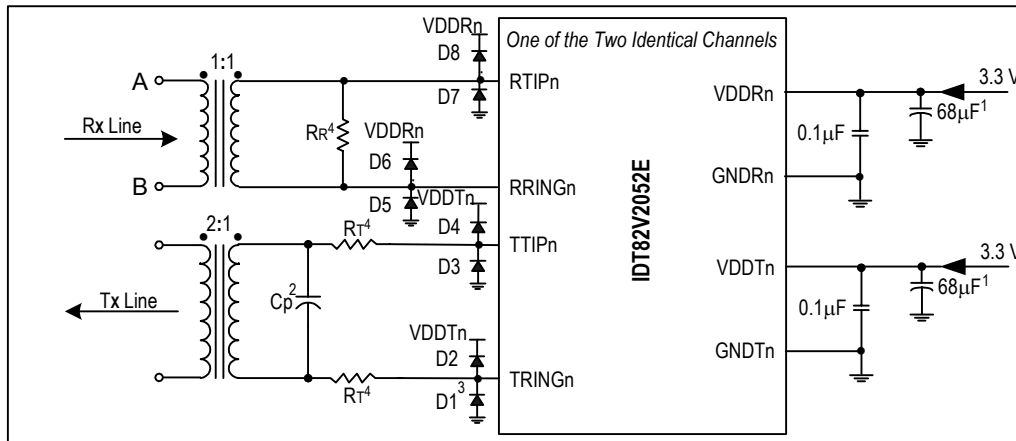 One of the Two Identical Channels
VDDRn
D8
D7
RTIPn
1:1
A
Rx Line
B
RR4
VDDRn
D6
D5
RRINGn
VDDTn
D4
D3
TTIPn
2:1
RT4
Tx Line
Cp2
VDDTn
D2
D13
TRINGn
RT4
IDT82V2052E
VDDRn
3.3 V
68μF1
0.1μF
GNDRn
VDDTn
3.3 V
68μF1
0.1μF
GNDTn